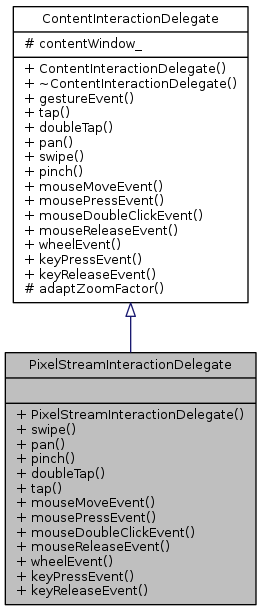 ContentInteractionDelegate
# contentWindow_
+ ContentInteractionDelegate()
+ ~ContentInteractionDelegate()
+ gestureEvent()
+ tap()
+ doubleTap()
+ pan()
+ swipe()
+ pinch()
+ mouseMoveEvent()
+ mousePressEvent()
+ mouseDoubleClickEvent()
+ mouseReleaseEvent()
+ wheelEvent()
+ keyPressEvent()
+ keyReleaseEvent()
# adaptZoomFactor()
PixelStreamInteractionDelegate
+ PixelStreamInteractionDelegate()
+ swipe()
+ pan()
+ pinch()
+ doubleTap()
+ tap()
+ mouseMoveEvent()
+ mousePressEvent()
+ mouseDoubleClickEvent()
+ mouseReleaseEvent()
+ wheelEvent()
+ keyPressEvent()
+ keyReleaseEvent()